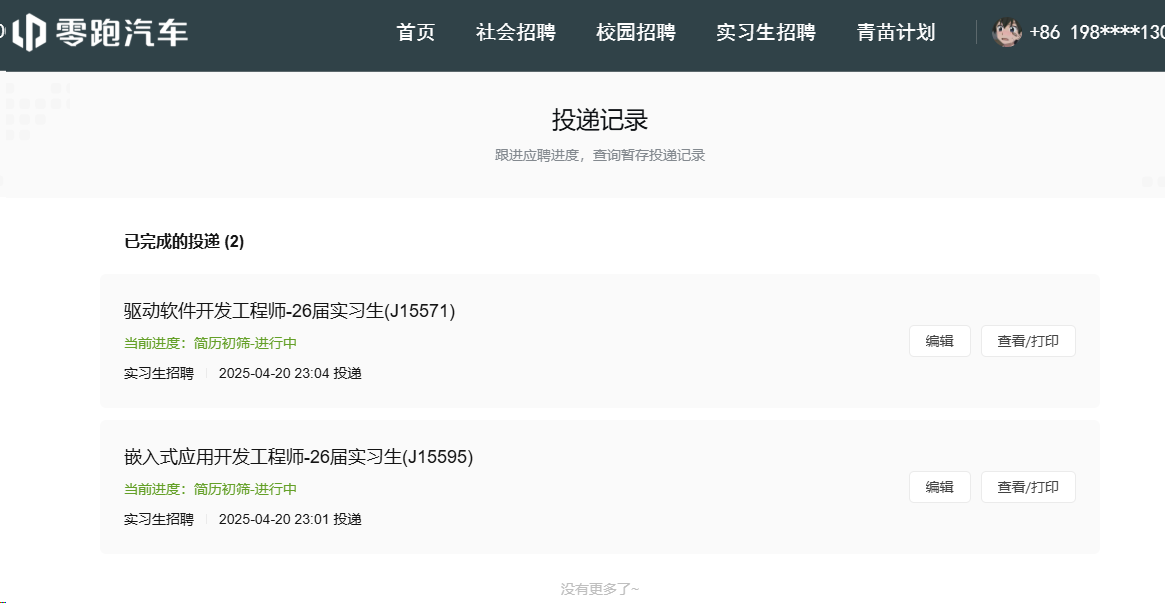 零跑汽车
首页 社会招聘 校园招聘 实习生招聘 青苗计划 +86 198****130
投递记录
跟进应聘进度，查询暂存投递记录
已完成的投递 (2)
驱动软件开发工程师-26届实习生(J15571)
当前进度：简历初筛-进行中
编辑 查看/打印
实习生招聘 2025-04-20 23:04 投递
嵌入式应用开发工程师-26届实习生(J15595)
当前进度：简历初筛-进行中
编辑 查看/打印
实习生招聘 2025-04-20 23:01 投递
没有更多了~